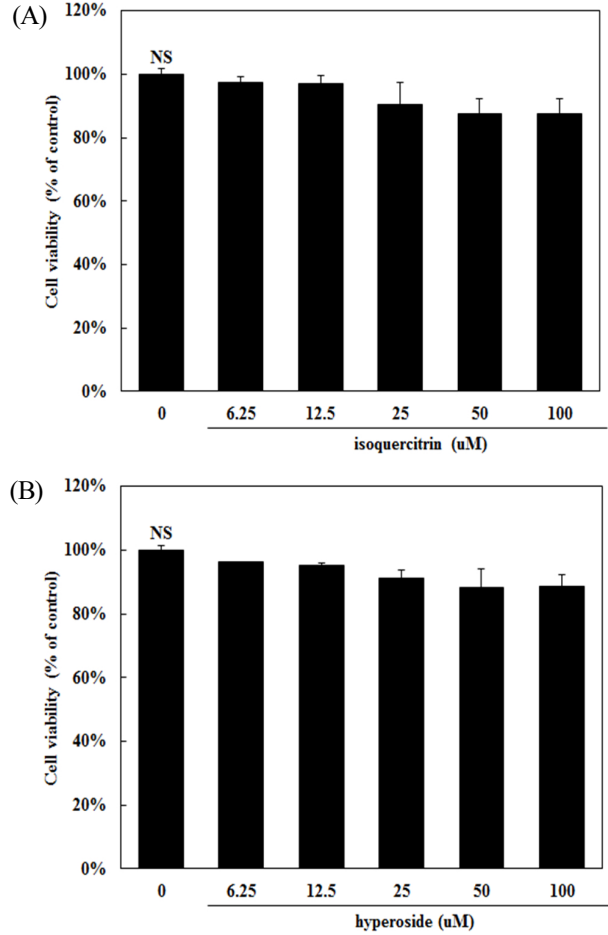 (A)
120%
100%
80%
60%
40%
20%
0%
Cell viability (% of control)
NS
0 6.25 12.5 25 50 100
isoquercitrin (uM)
(B)
120%
100%
80%
60%
40%
20%
0%
Cell viability (% of control)
NS
0 6.25 12.5 25 50 100
hyperoside (uM)